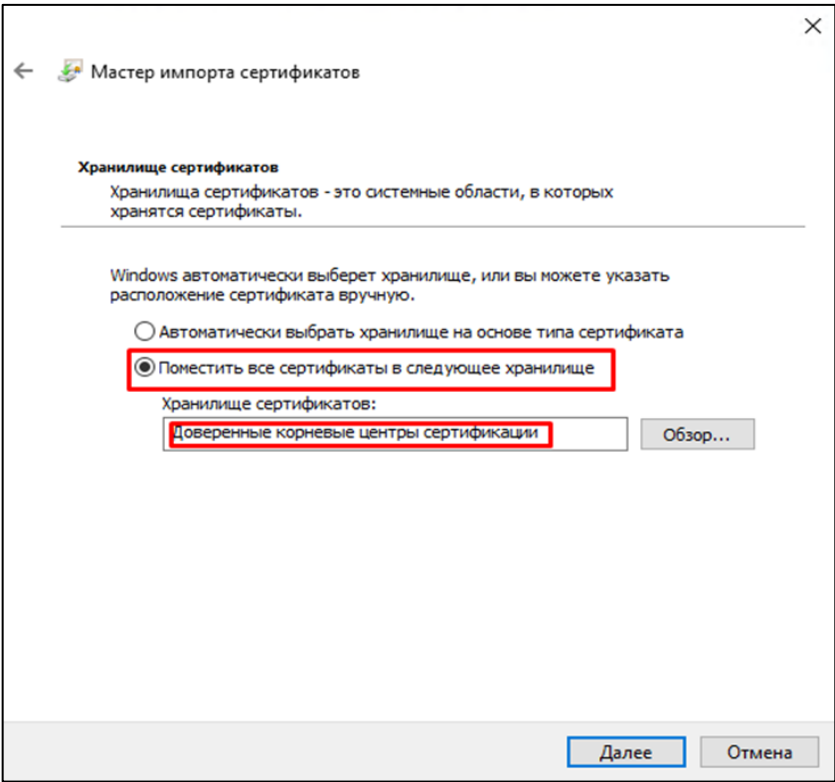 Мастер импорта сертификатов
Хранилище сертификатов
Хранилища сертификатов - это системные области, в которых
хранятся сертификаты.
Windows автоматически выберет хранилище, или вы можете указать
расположение сертификата вручную.
Автоматически выбрать хранилище на основе типа сертификата
Поместить все сертификаты в следующее хранилище
Хранилище сертификатов:
Доверенные корневые центры сертификации
Обзор...
Далее
Отмена